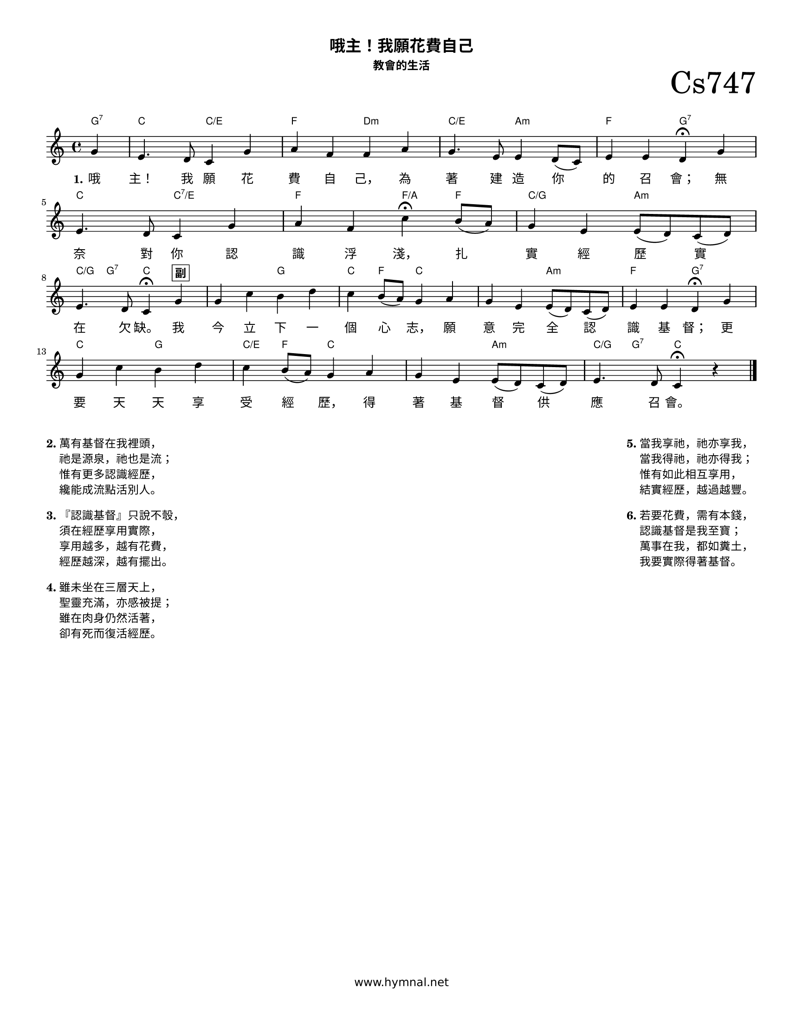 哦主！我願花費自己
教會的生活
Cs747
G7 C C/E F Dm C/E Am F G7
1. 哦 主！ 我 願 花 費 自 己， 為 著 建 造 你 的 召 會； 無
5 C C7/E F F/A F C/G Am
奈 對 你 認 識 浮 淺， 扎 實 經 歷 實
8 C/G G7 C 副 G C F C Am F G7
在 欠 缺。 我 今 立 下 一 個 心 志， 願 意 完 全 認 識 基 督； 更
13 C G C/E F C Am C/G G7 C
要 天 天 享 受 經 歷， 得 著 基 督 供 應 召 會。
2. 萬有基督在我裡頭，
祂是源泉，祂也是流；
惟有更多認識經歷，
纔能成流點活別人。
3. 『認識基督』只說不彀，
須在經歷享用實際，
享用越多，越有花費，
經歷越深，越有擺出。
4. 雖未坐在三層天上，
聖靈充滿，亦感被提；
雖在肉身仍然活著，
卻有死而復活經歷。
5. 當我享祂，祂亦享我，
當我得祂，祂亦得我；
惟有如此相互享用，
結實經歷，越過越豐。
6. 若要花費，需有本錢，
認識基督是我至寶；
萬事在我，都如糞土，
我要實際得著基督。
www.hymnal.net